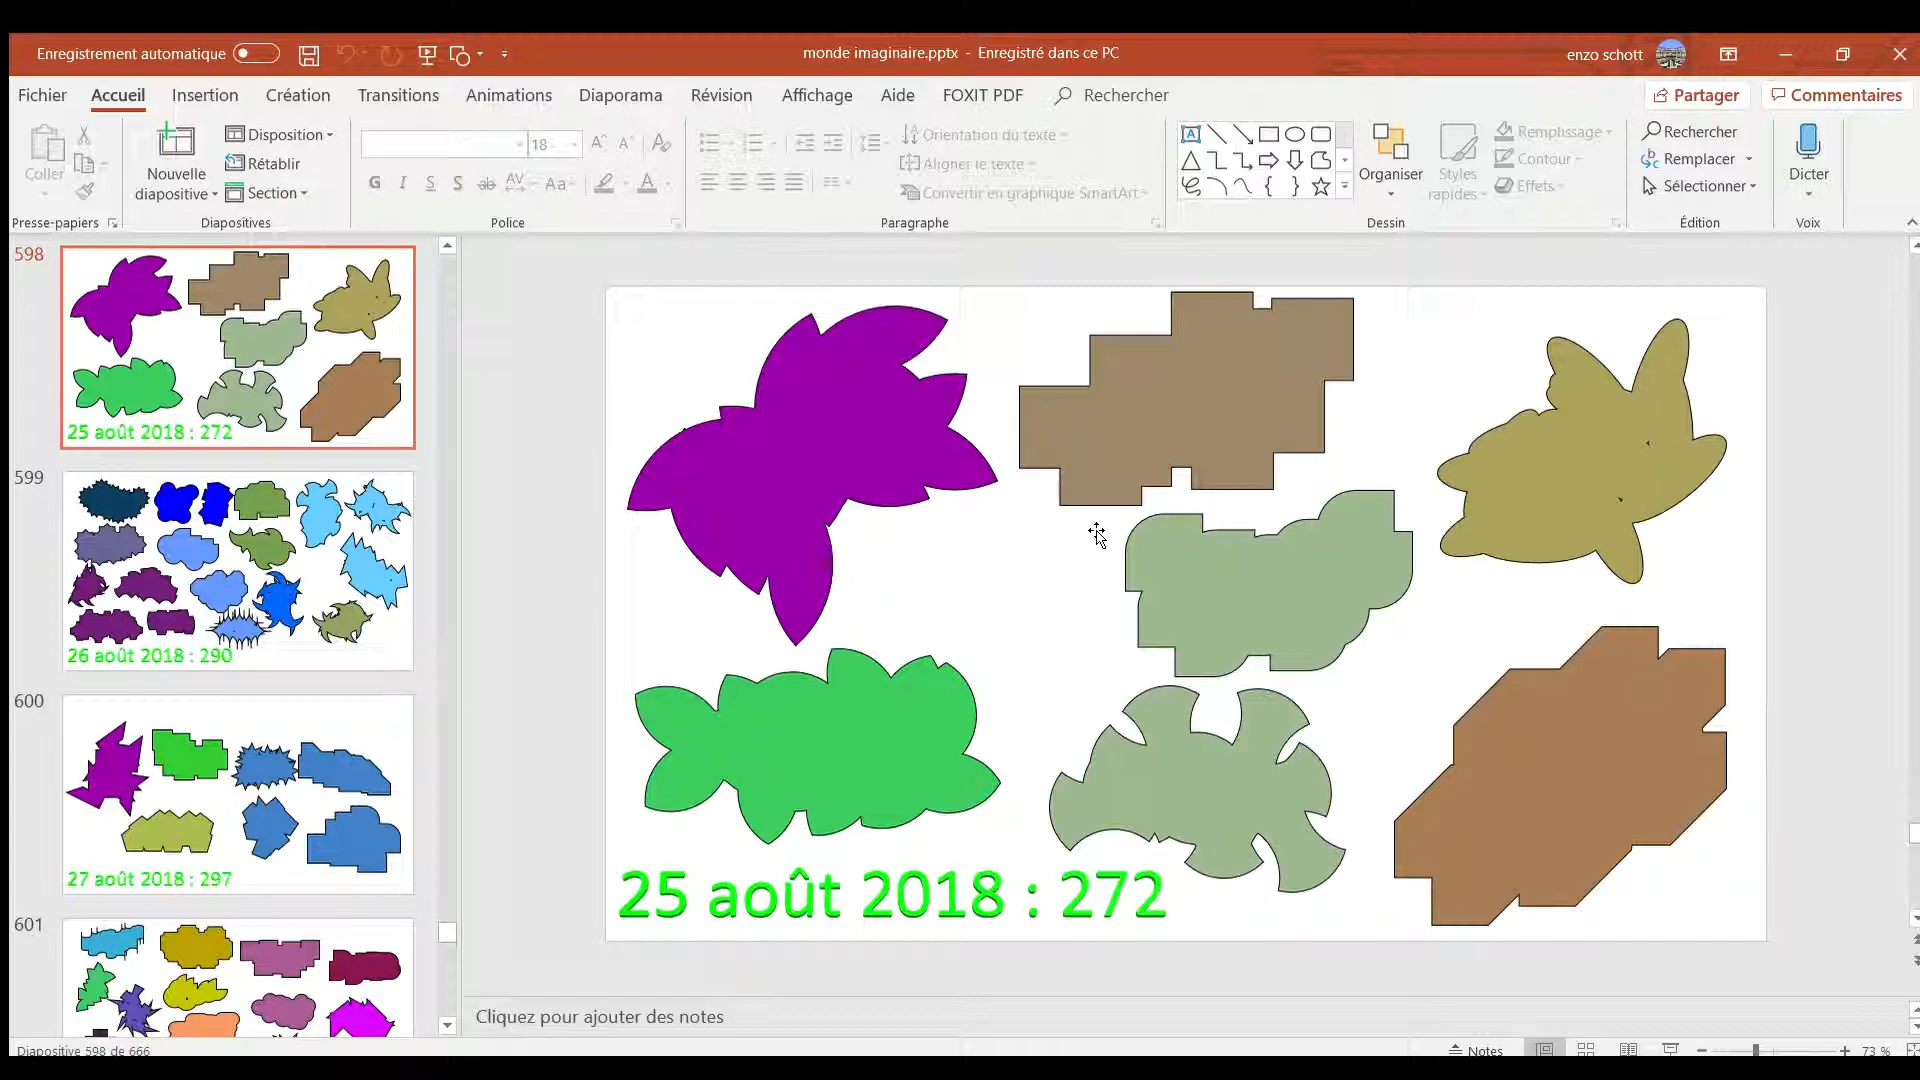 Enregistrement automatique
monde imaginaire.pptx - Enregistré dans ce PC
enzo schott
Fichier Accueil Insertion Création Transitions Animations Diaporama Révision Affichage Aide FOXIT PDF Rechercher
Partager Commentaires
Coller
Presse-papiers
Nouvelle diapositive
Disposition
Rétablir
Section
Diapositives
18
G I S S ab AV Aa A
Police
Orientation du texte
Aligner le texte
Convertir en graphique SmartArt
Paragraphe
Organiser
Styles rapides
Remplissage
Contour
Effets
Dessin
Rechercher
Remplacer
Sélectionner
Édition
Dicter
Voix
598
25 août 2018 : 272
599
26 août 2018 : 290
600
27 août 2018 : 297
601
25 août 2018 : 272
Cliquez pour ajouter des notes
Diapositive 598 de 666
Notes
73 %